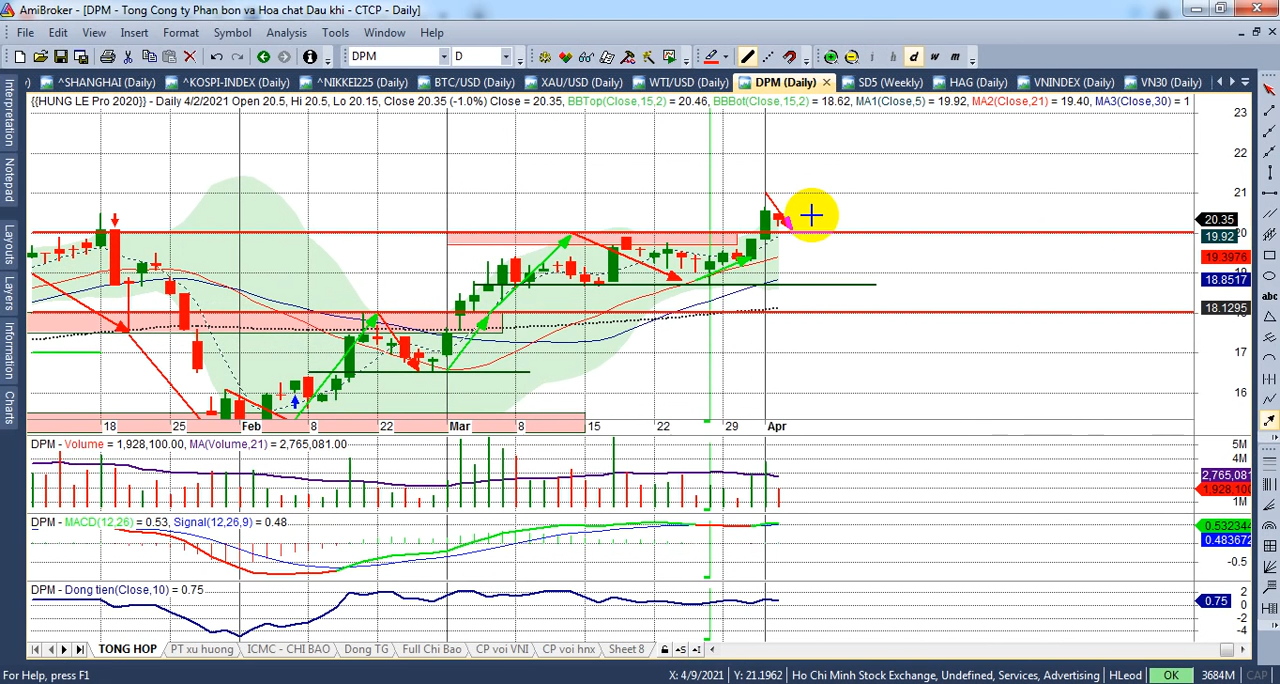 AmiBroker - [DPM - Tong Cong ty Phan bon va Hoa chat Dau khi - CTCP - Daily]
File Edit View Insert Format Symbol Analysis Tools Window Help
DPM D i h d w m
^SHANGHAI (Daily) ^KOSPI-INDEX (Daily) ^NIKKEI225 (Daily) BTC/USD (Daily) XAU/USD (Daily) WTI/USD (Daily) DPM (Daily) SD5 (Weekly) HAG (Daily) VNINDEX (Daily) VN30 (Daily)
{{HUNG LE Pro 2020}} - Daily 4/2/2021 Open 20.5, Hi 20.5, Lo 20.15, Close 20.35 (-1.0%) Close = 20.35, BBTop(Close,15,2) = 20.46, BBBot(Close,15,2) = 18.62, MA1(Close,5) = 19.92, MA2(Close,21) = 19.40, MA3(Close,30) = 1
Interpretation
Notepad
Layouts
Layers
Information
Charts
23
22
21
20.35
20
19.92
19.3976
18.8517
18.1295
17
16
18 25 Feb 8 22 Mar 8 15 22 29 Apr
DPM - Volume = 1,928,100.00, MA(Volume,21) = 2,765,081.00
5M
4M
2,765,081
1,928,100
1M
DPM - MACD(12,26) = 0.53, Signal(12,26,9) = 0.48
0.532344
0.483672
-0.5
DPM - Dong tien(Close,10) = 0.75
2
0.75
0
-2
-4
TONG HOP PT xu huong ICMC - CHI BAO Dong TG Full Chi Bao CP voi VNI CP voi hnx Sheet 8
For Help, press F1 X: 4/9/2021 Y: 21.1962 Ho Chi Minh Stock Exchange, Undefined, Services, Advertising HLeod OK 3684M CAP
abc